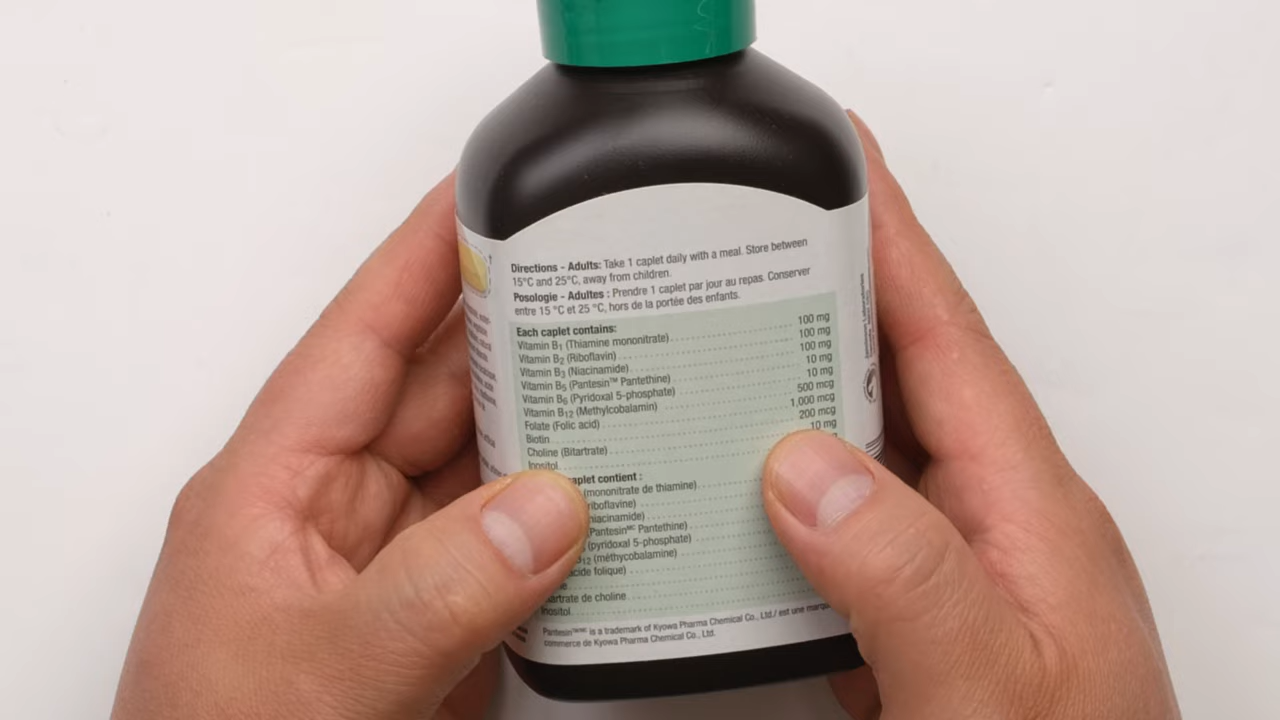 Directions - Adults: Take 1 caplet daily with a meal. Store between
15°C and 25°C, away from children.
Posologie - Adultes : Prendre 1 caplet par jour au repas. Conserver
entre 15 °C et 25 °C, hors de la portée des enfants.
Each caplet contains:
Vitamin B1 (Thiamine mononitrate) 100 mg
Vitamin B2 (Riboflavin) 100 mg
Vitamin B3 (Niacinamide) 100 mg
Vitamin B5 (Pantesin™ Pantethine) 10 mg
Vitamin B6 (Pyridoxal 5-phosphate) 10 mg
Vitamin B12 (Methylcobalamin) 500 mcg
Folate (Folic acid) 1,000 mcg
Biotin 200 mcg
Choline (Bitartrate) 10 mg
Inositol
caplet contient :
(mononitrate de thiamine)
riboflavine)
niacinamide)
(Pantesin MC Pantethine)
(pyridoxal 5-phosphate)
12 (méthycobalamine)
acide folique)
de choline
Inositol
Pantesin is a trademark of Kyowa Pharma Chemical Co., Ltd./ est une
commerce de Kyowa Pharma Chemical Co., Ltd.